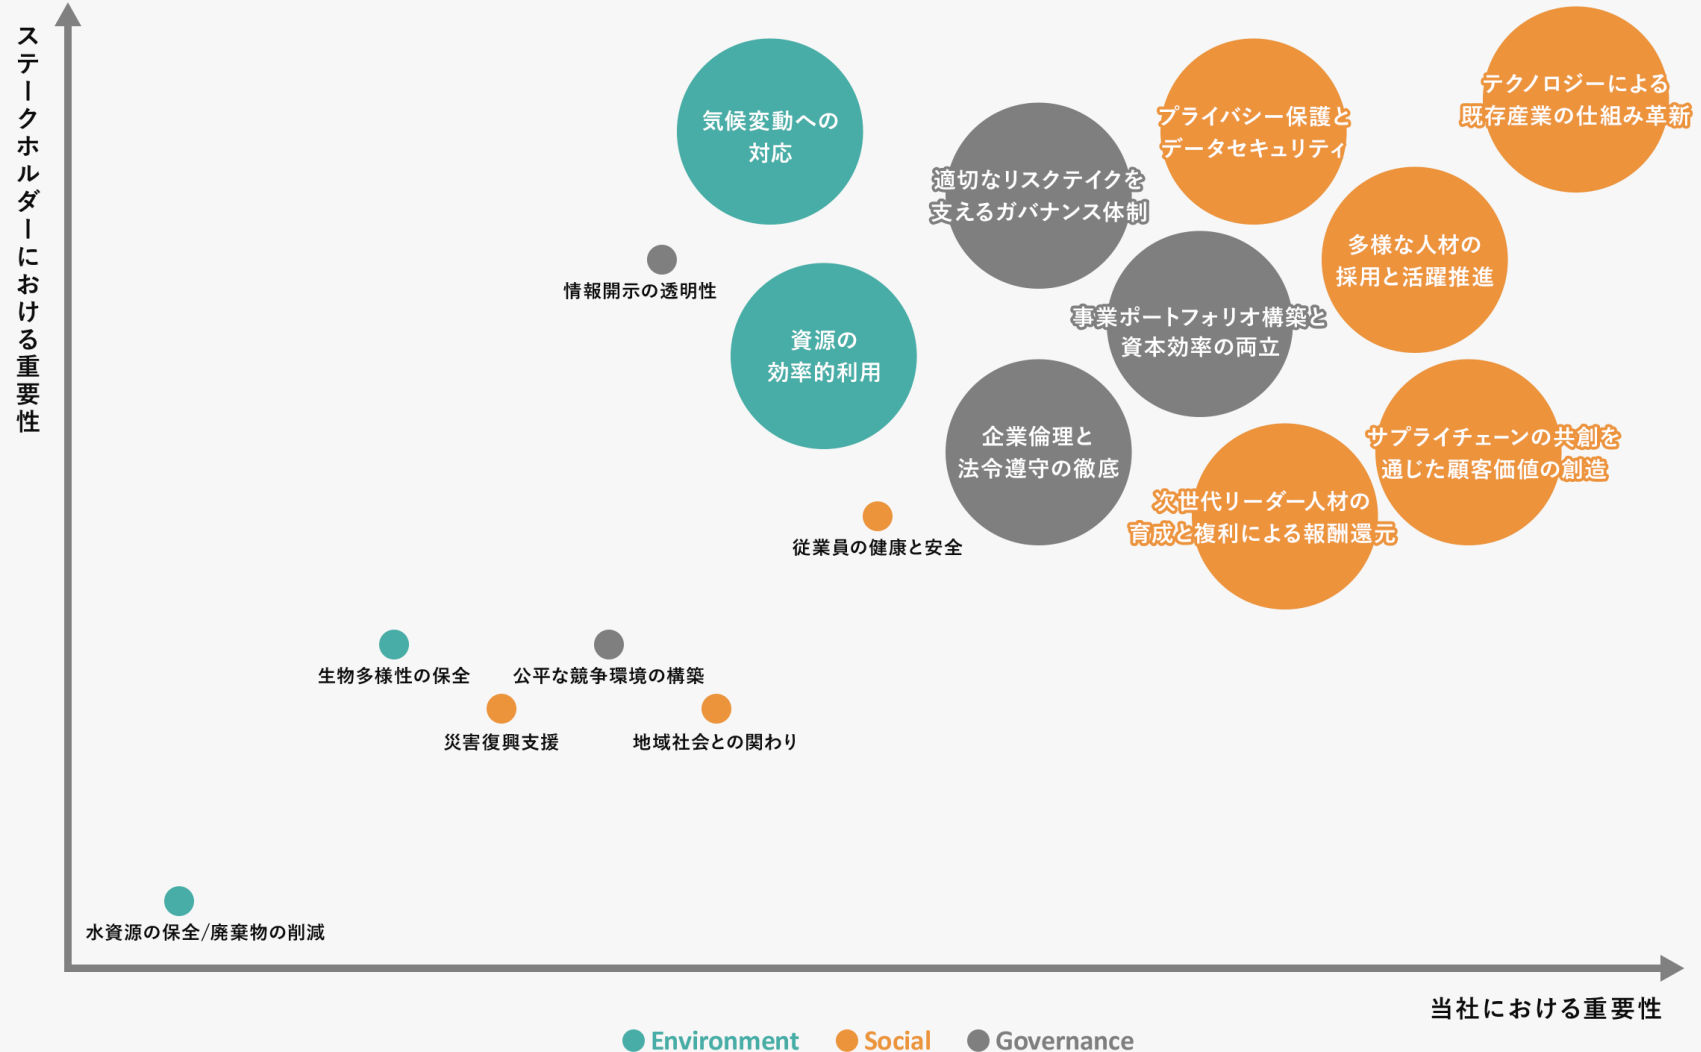 ステークホルダーにおける重要性
気候変動への
対応
プライバシー保護と
データセキュリティ
テクノロジーによる
既存産業の仕組み革新
適切なリスクテイクを
支えるガバナンス体制
多様な人材の
採用と活躍推進
情報開示の透明性
資源の
効率的利用
事業ポートフォリオ構築と
資本効率の両立
企業倫理と
法令遵守の徹底
サプライチェーンの共創を
通じた顧客価値の創造
次世代リーダー人材の
育成と複利による報酬還元
従業員の健康と安全
生物多様性の保全
公平な競争環境の構築
災害復興支援
地域社会との関わり
水資源の保全/廃棄物の削減
当社における重要性
Environment
Social
Governance